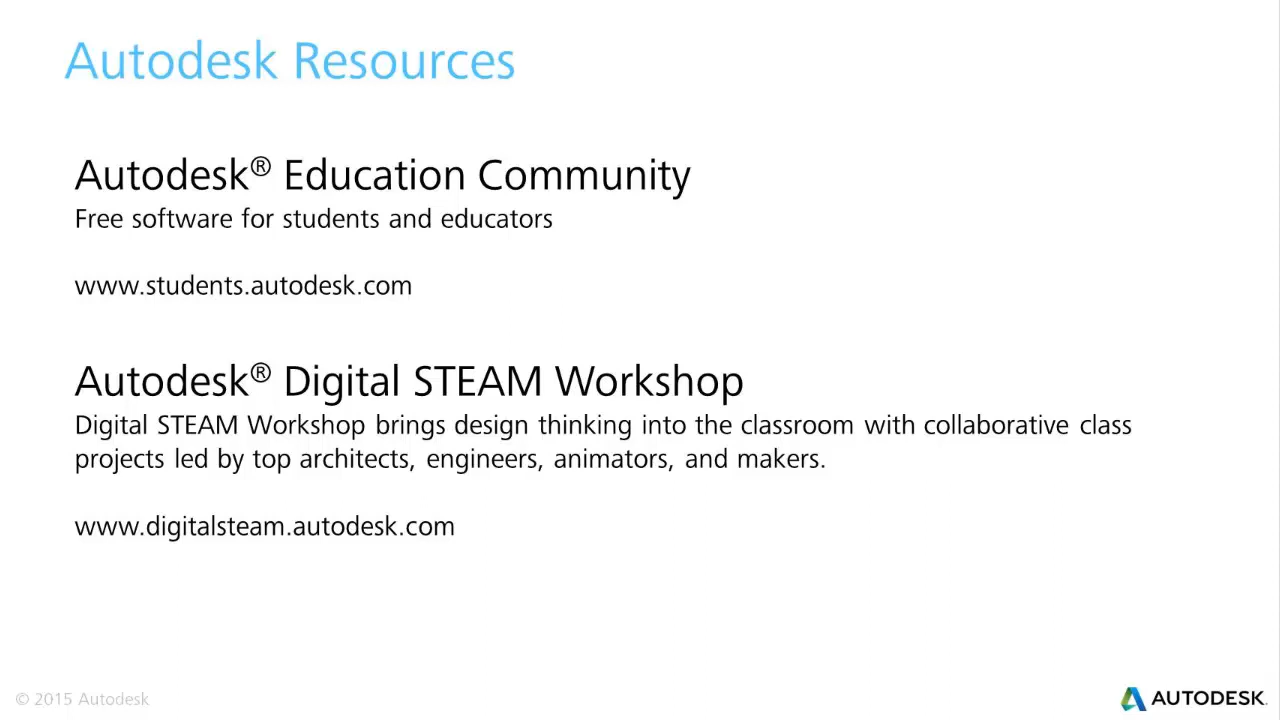 Autodesk Resources
Autodesk® Education Community
Free software for students and educators
www.students.autodesk.com
Autodesk® Digital STEAM Workshop
Digital STEAM Workshop brings design thinking into the classroom with collaborative class
projects led by top architects, engineers, animators, and makers.
www.digitalsteam.autodesk.com
© 2015 Autodesk
AUTODESK.